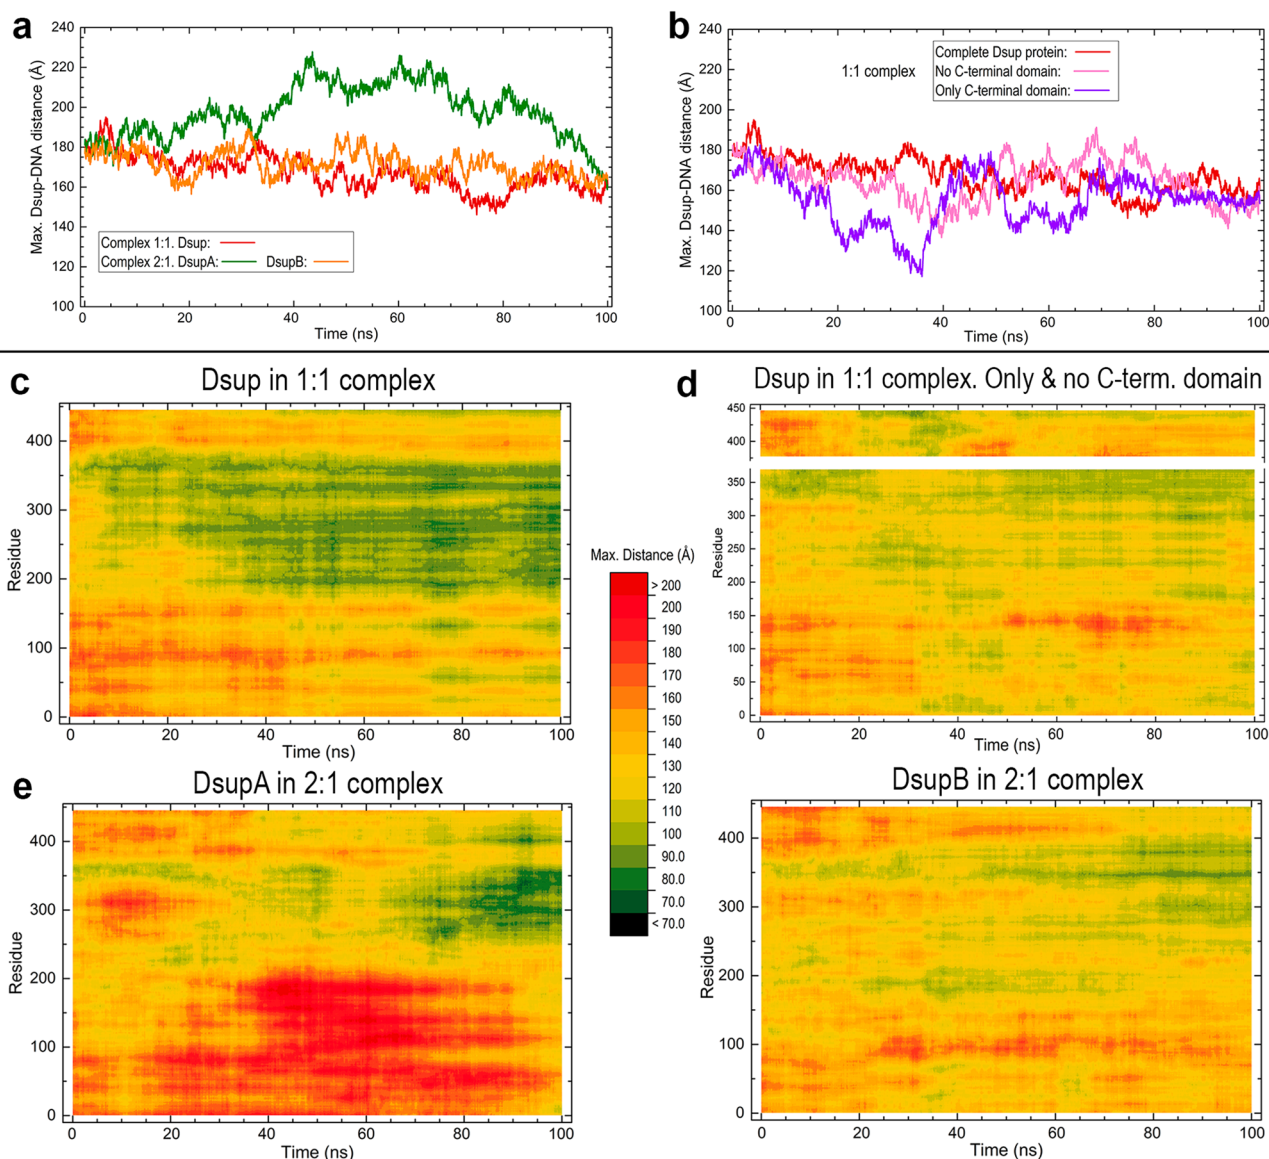 a
240
220
200
180
160
140
120
100
Max. Dsup-DNA distance (Å)
Complex 1:1. Dsup:
Complex 2:1. DsupA: DsupB:
0 20 40 60 80 100
Time (ns)
b
240
220
200
180
160
140
120
100
Max. Dsup-DNA distance (Å)
1:1 complex
Complete Dsup protein:
No C-terminal domain:
Only C-terminal domain:
0 20 40 60 80 100
Time (ns)
c
Dsup in 1:1 complex
400
300
200
100
0
Residue
0 20 40 60 80 100
Time (ns)
d
Dsup in 1:1 complex. Only & no C-term. domain
450
400
350
300
250
200
150
100
50
0
Residue
0 20 40 60 80 100
Time (ns)
Max. Distance (Å)
> 200
200
190
180
170
160
150
140
130
120
110
100
90.0
80.0
70.0
< 70.0
e
DsupA in 2:1 complex
400
300
200
100
0
Residue
0 20 40 60 80 100
Time (ns)
DsupB in 2:1 complex
400
300
200
100
0
Residue
0 20 40 60 80 100
Time (ns)